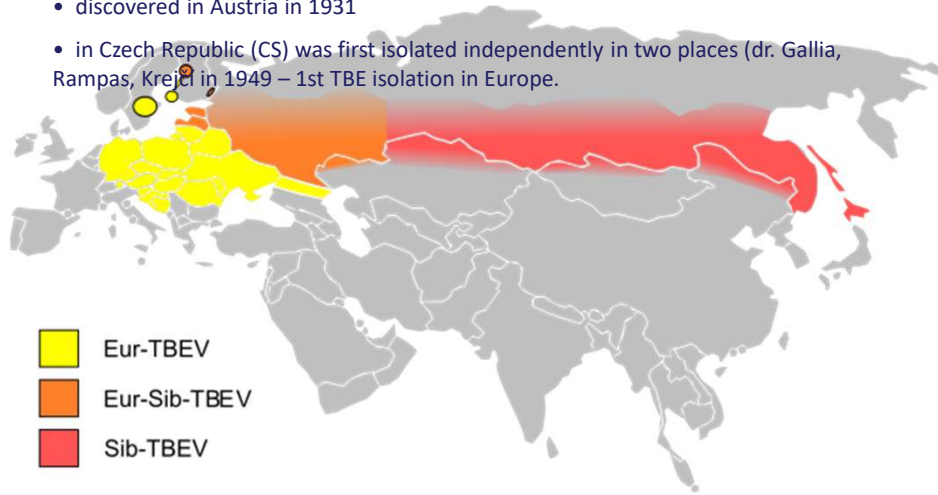 • discovered in Austria in 1931
• in Czech Republic (CS) was first isolated independently in two places (dr. Gallia,
Rampas, Krejčí in 1949 – 1st TBE isolation in Europe.
Eur-TBEV
Eur-Sib-TBEV
Sib-TBEV